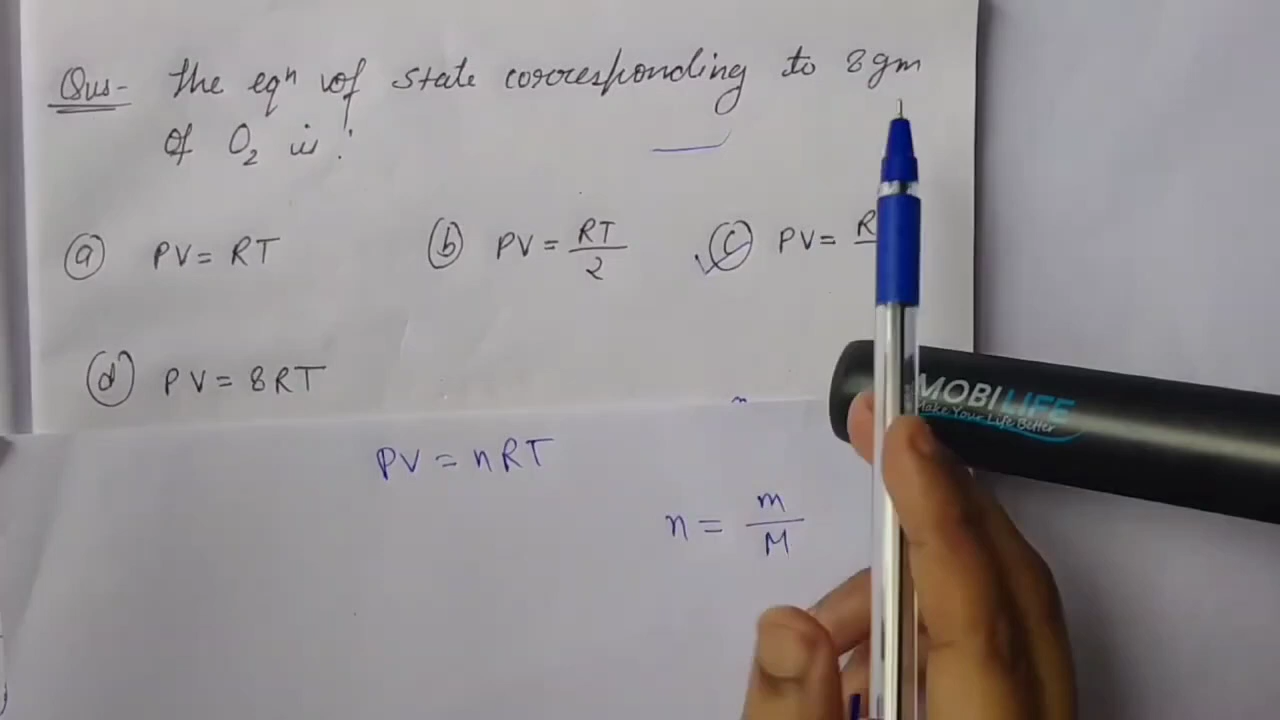 Qus- The eqⁿ of state corresponding to 8gm
of O₂ is :
ⓐ PV = RT ⓑ PV = RT/2 ⓒ PV = R
ⓓ PV = 8RT
PV = nRT
n = m/M
MOBILIFE
Make Your Life Better